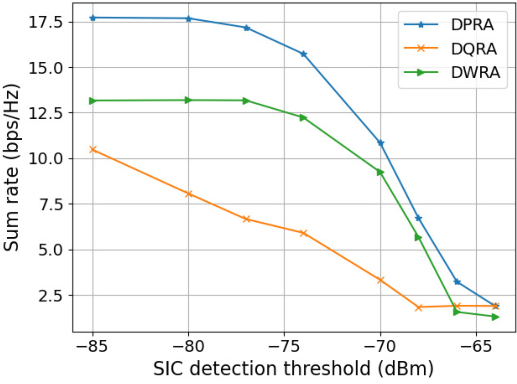 17.5
15.0
12.5
10.0
7.5
5.0
2.5
Sum rate (bps/Hz)
DPRA
DQRA
DWRA
−85 −80 −75 −70 −65
SIC detection threshold (dBm)